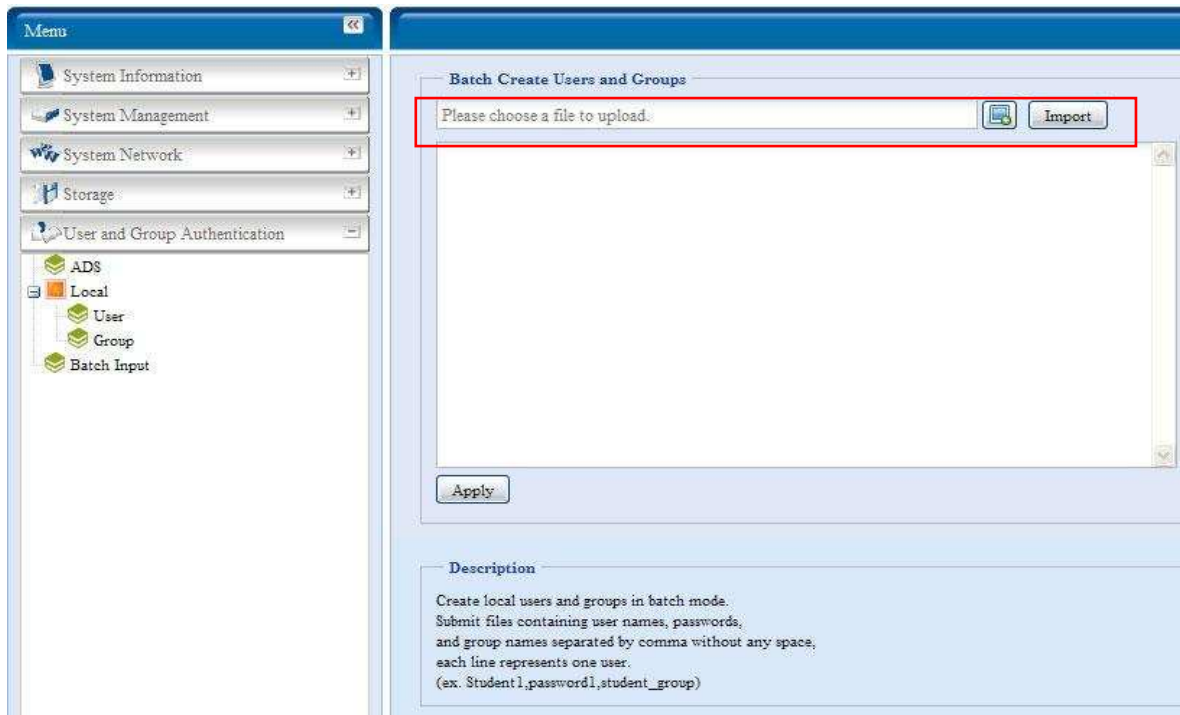 Menu
System Information
System Management
System Network
Storage
User and Group Authentication
ADS
Local
User
Group
Batch Input
Batch Create Users and Groups
Please choose a file to upload.
Import
Apply
Description
Create local users and groups in batch mode.
Submit files containing user names, passwords,
and group names separated by comma without any space,
each line represents one user.
(ex. Student1,password1,student_group)